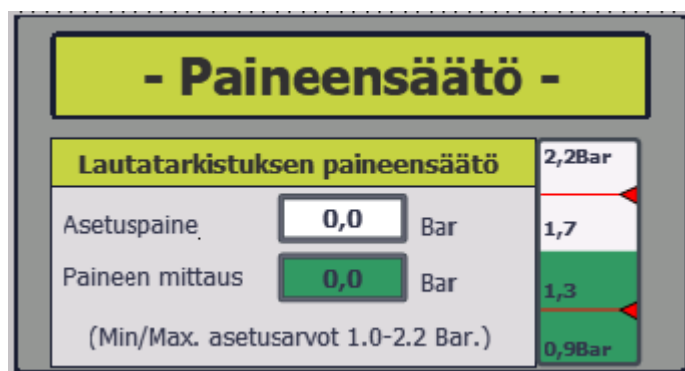 - Paineensäätö -
Lautatarkistuksen paineensäätö
Asetuspaine. 0,0 Bar
Paineen mittaus 0,0 Bar
(Min/Max. asetusarvot 1.0-2.2 Bar.)
2,2Bar
1,7
1,3
0,9Bar